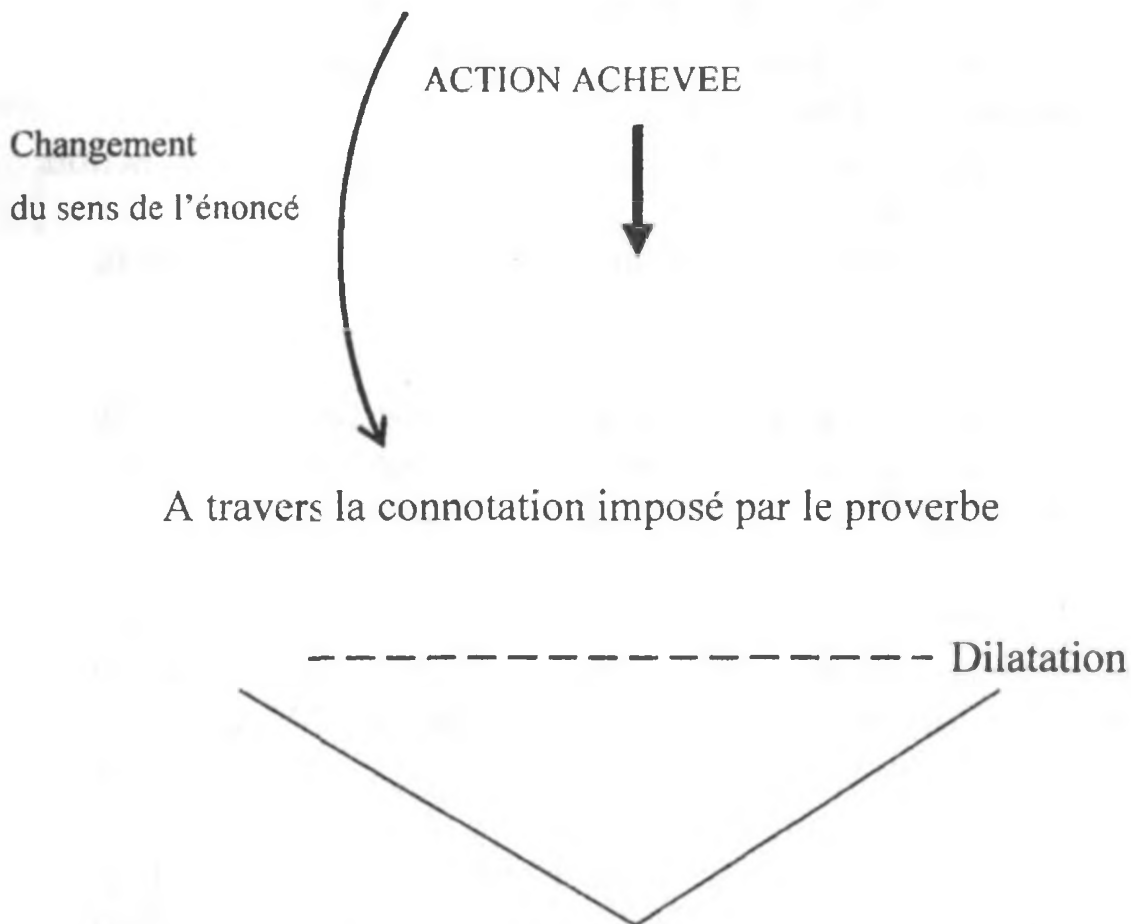 ACTION ACHEVEE
Changement
du sens de l'énoncé
A travers la connotation imposé par le proverbe
Dilatation